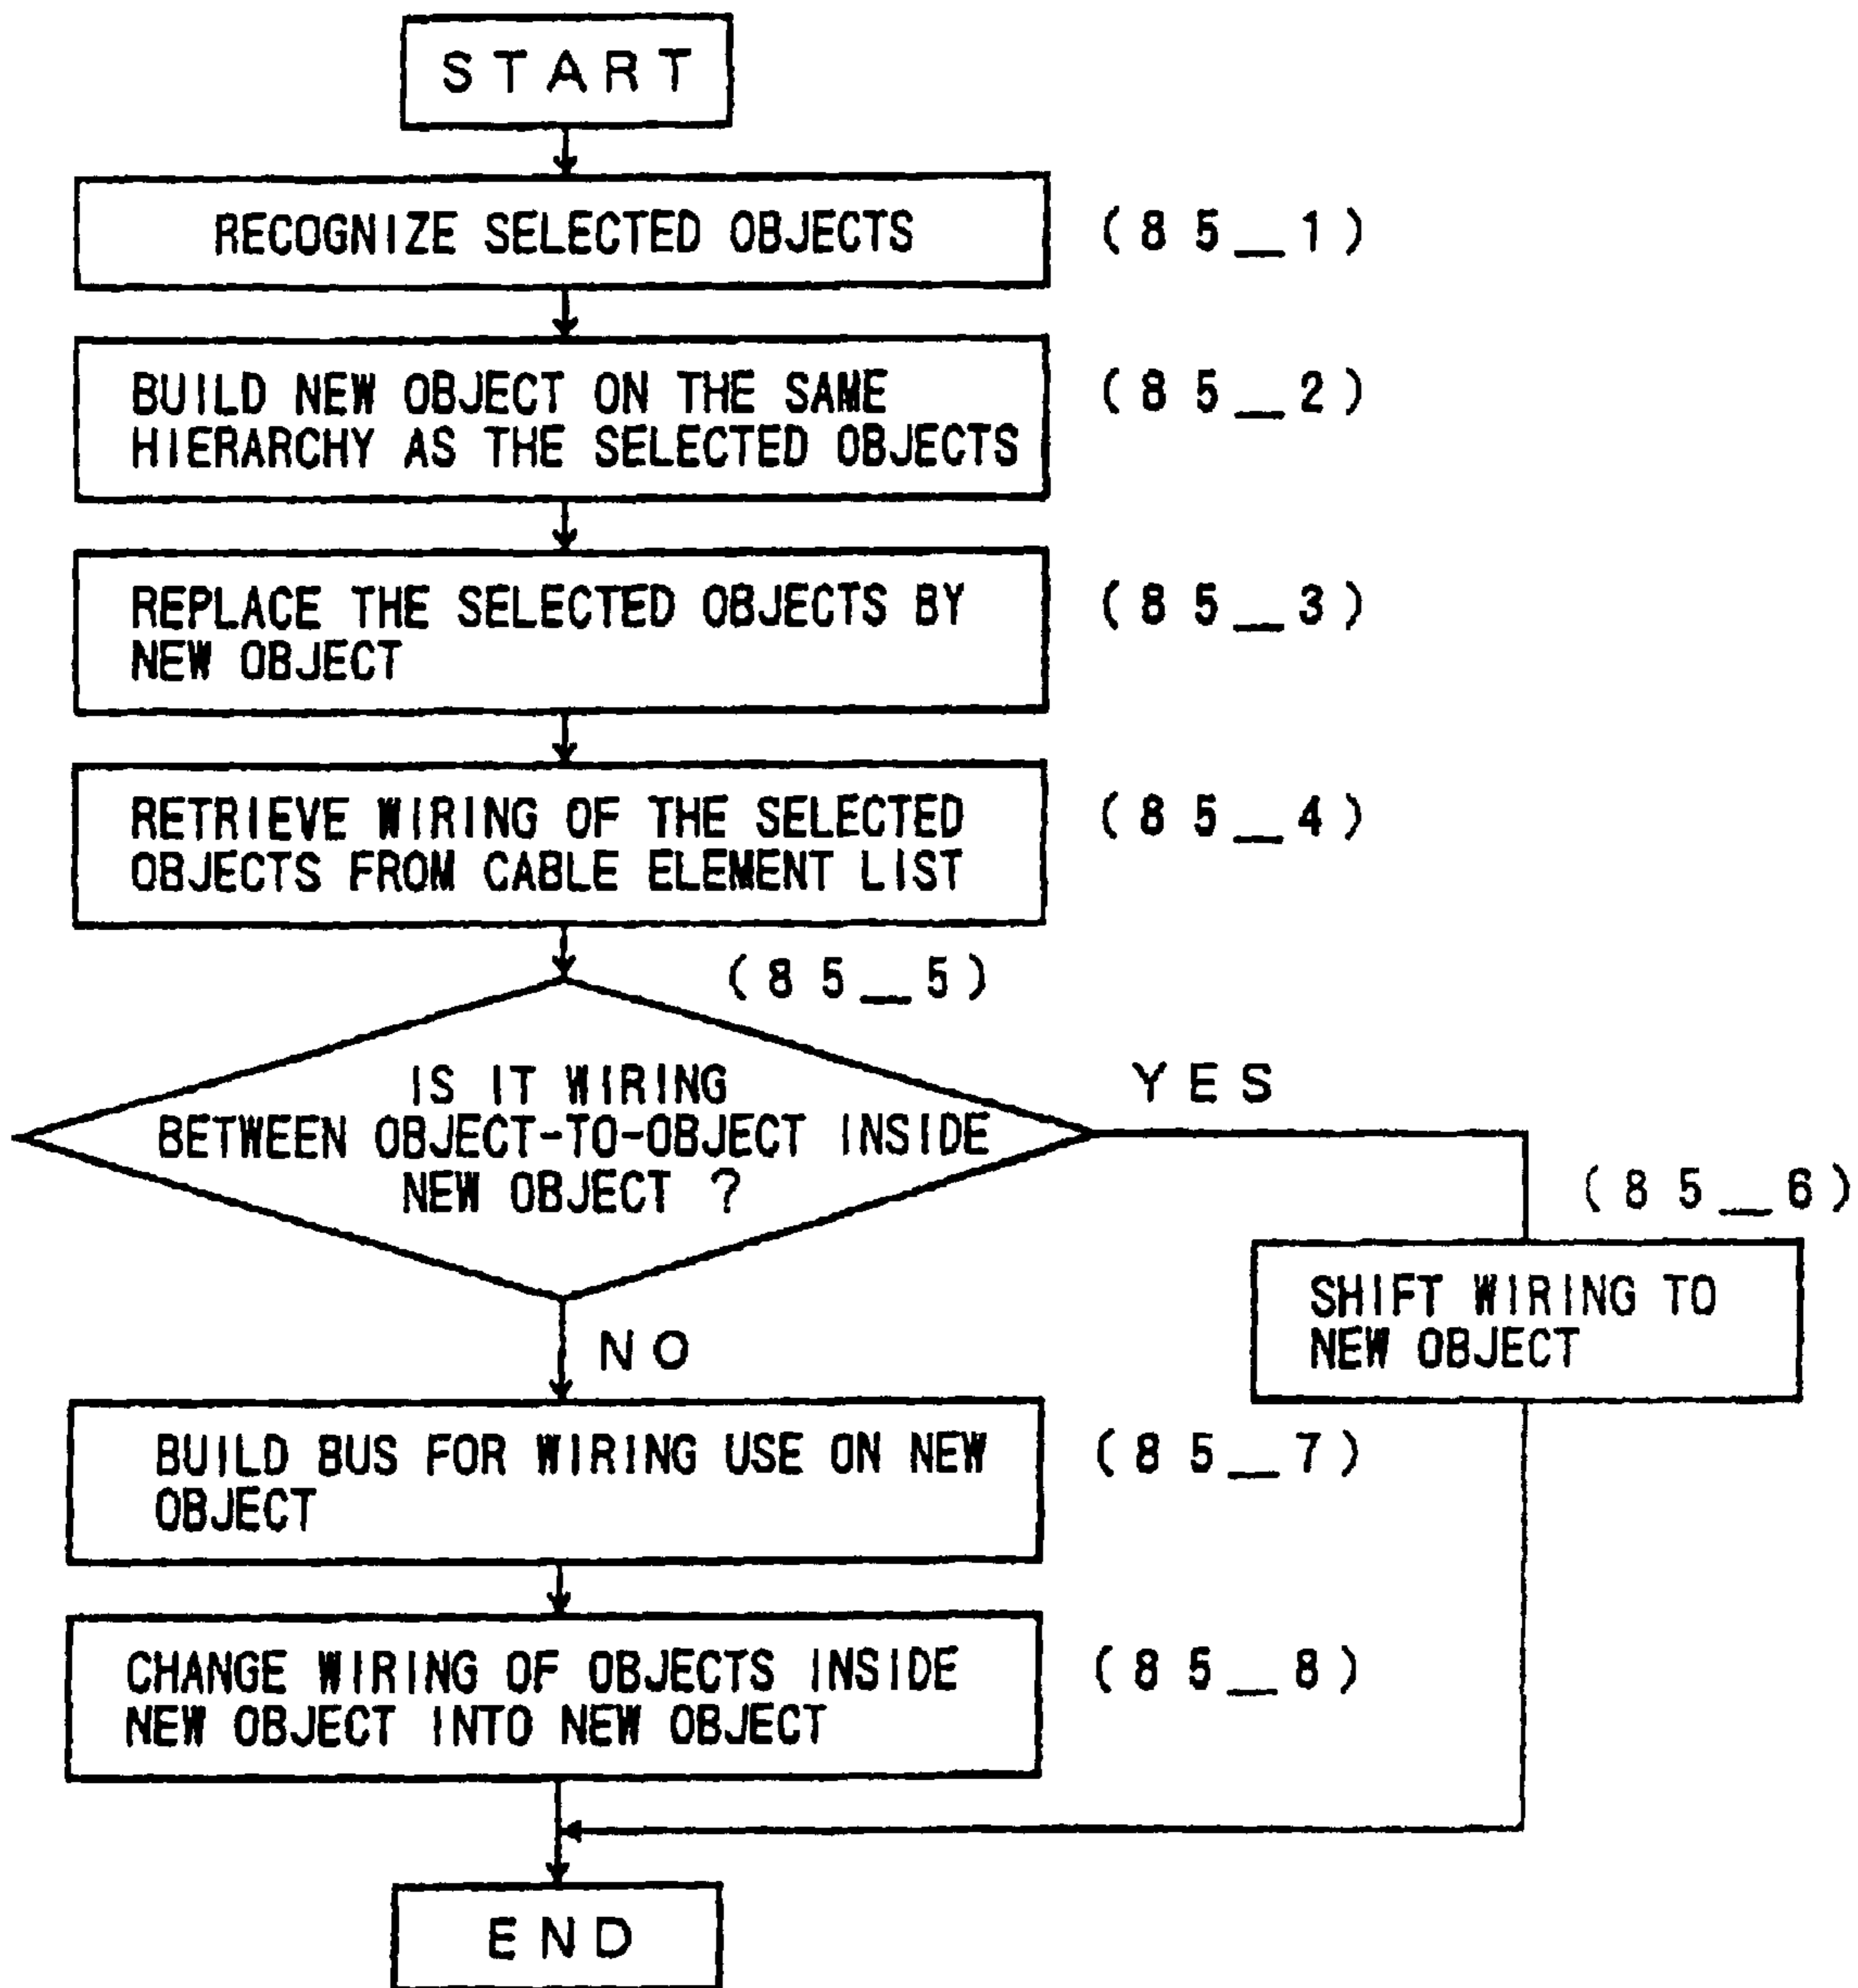 START
RECOGNIZE SELECTED OBJECTS
(85_1)
BUILD NEW OBJECT ON THE SAME
HIERARCHY AS THE SELECTED OBJECTS
(85_2)
REPLACE THE SELECTED OBJECTS BY
NEW OBJECT
(85_3)
RETRIEVE WIRING OF THE SELECTED
OBJECTS FROM CABLE ELEMENT LIST
(85_4)
(85_5)
IS IT WIRING
BETWEEN OBJECT-TO-OBJECT INSIDE
NEW OBJECT ?
YES
(85_6)
SHIFT WIRING TO
NEW OBJECT
NO
BUILD BUS FOR WIRING USE ON NEW
OBJECT
(85_7)
CHANGE WIRING OF OBJECTS INSIDE
NEW OBJECT INTO NEW OBJECT
(85_8)
END